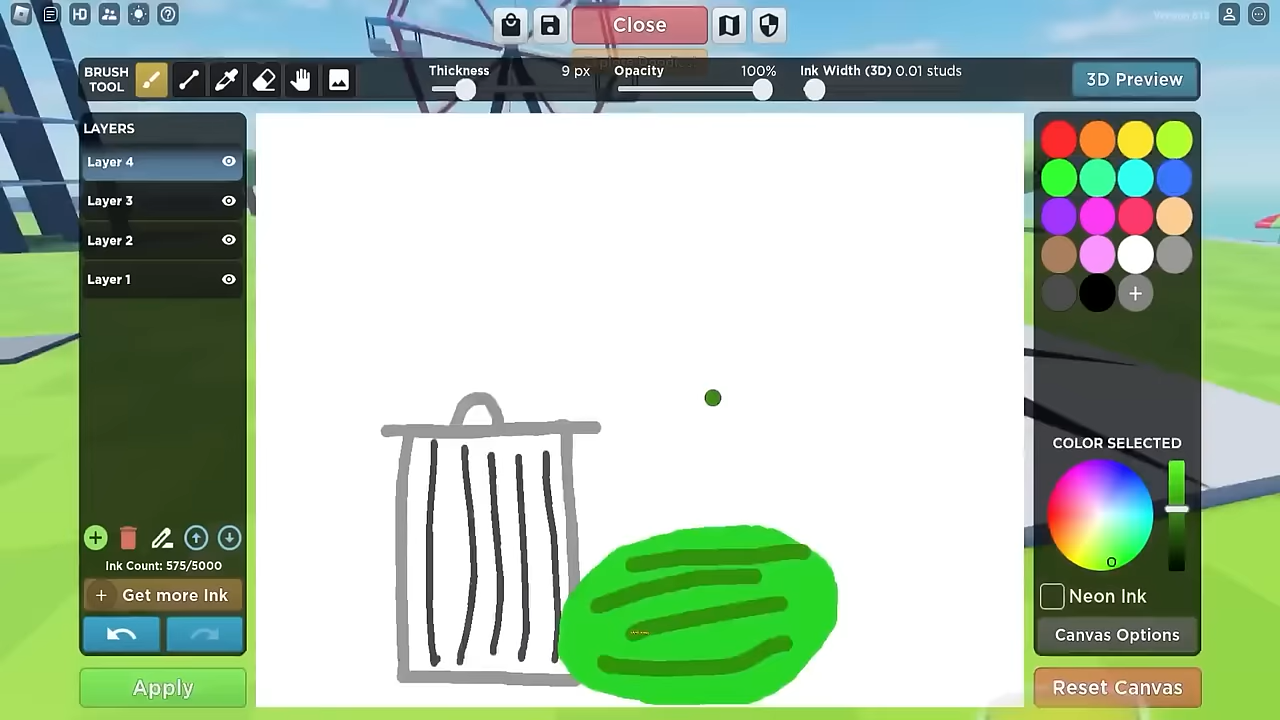 HD
Close
BRUSH
TOOL
Thickness
9 px
Opacity
100%
Ink Width (3D) 0.01 studs
3D Preview
LAYERS
Layer 4
Layer 3
Layer 2
Layer 1
Ink Count: 575/5000
+ Get more Ink
Apply
COLOR SELECTED
Neon Ink
Canvas Options
Reset Canvas